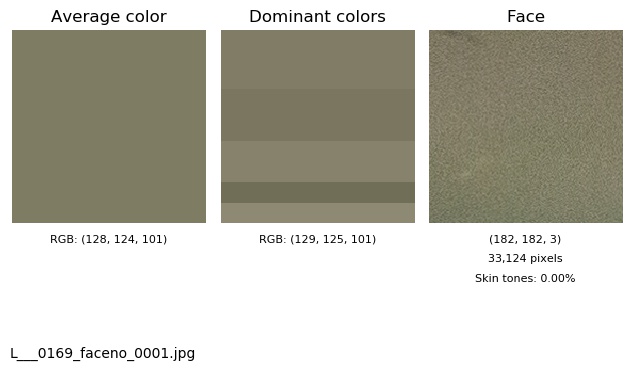 Average color
Dominant colors
Face
RGB: (128, 124, 101)
RGB: (129, 125, 101)
(182, 182, 3)
33,124 pixels
Skin tones: 0.00%
L___0169_faceno_0001.jpg